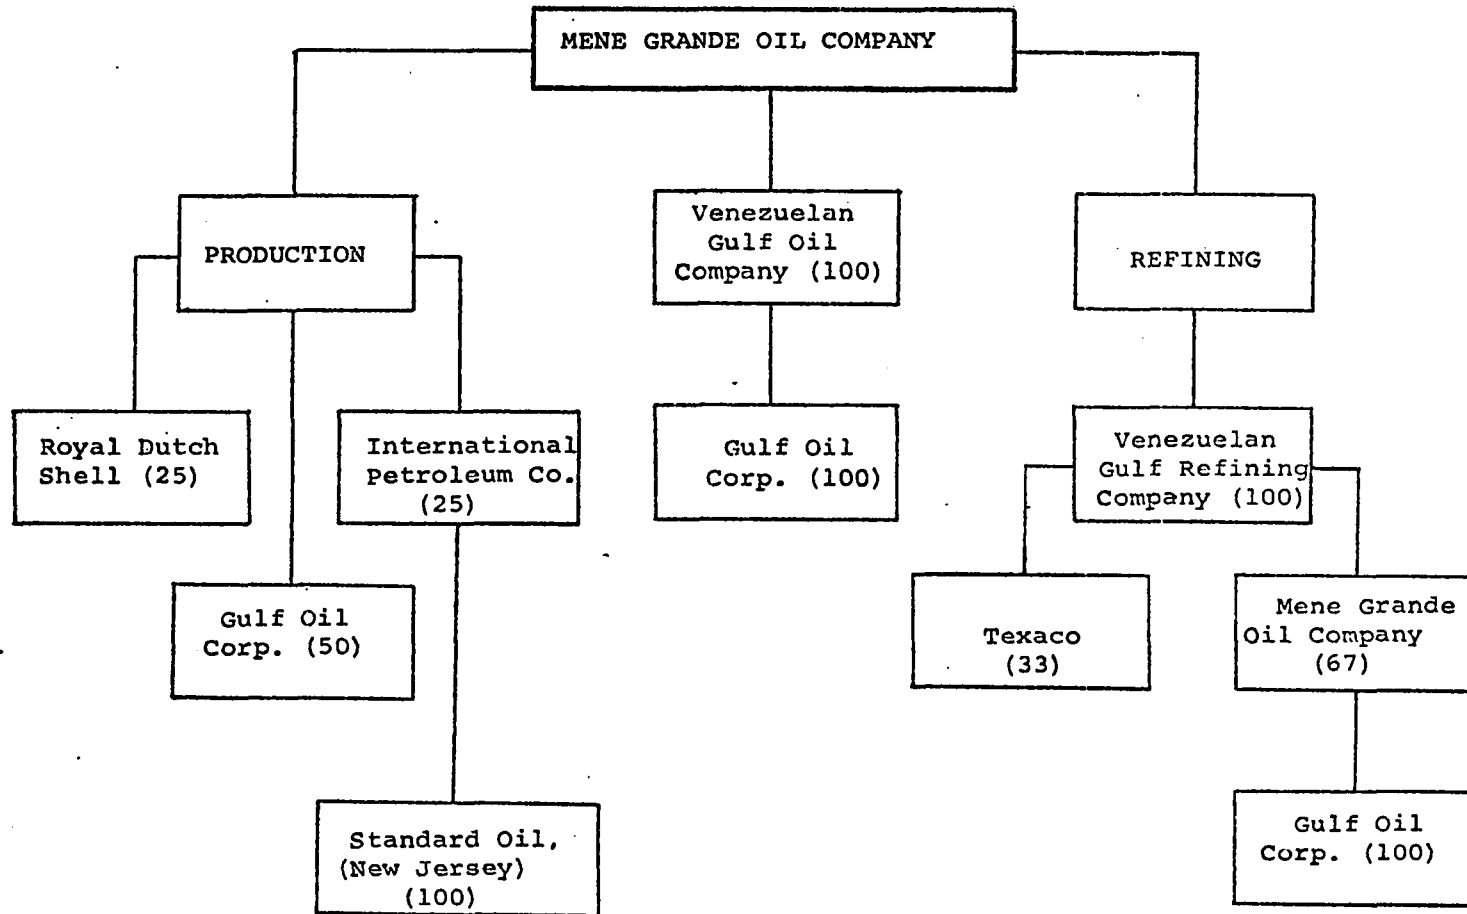 MENE GRANDE OIL COMPANY
PRODUCTION
Venezuelan
Gulf Oil
Company (100)
REFINING
Royal Dutch
Shell (25)
International
Petroleum Co.
(25)
Gulf Oil
Corp. (100)
Venezuelan
Gulf Refining
Company (100)
Gulf Oil
Corp. (50)
Texaco
(33)
Mene Grande
Oil Company
(67)
Standard Oil,
(New Jersey)
(100)
Gulf Oil
Corp. (100)